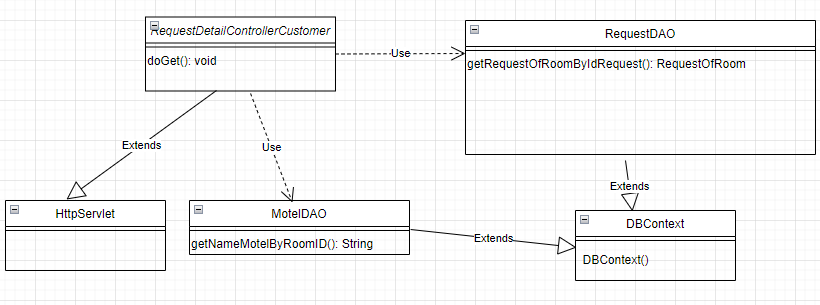 RequestDetailControllerCustomer
doGet(): void
Use
RequestDAO
getRequestOfRoomByIdRequest(): RequestOfRoom
Extends
Use
Extends
HttpServlet
MotelDAO
getNameMotelByRoomID(): String
Extends
DBContext
DBContext()